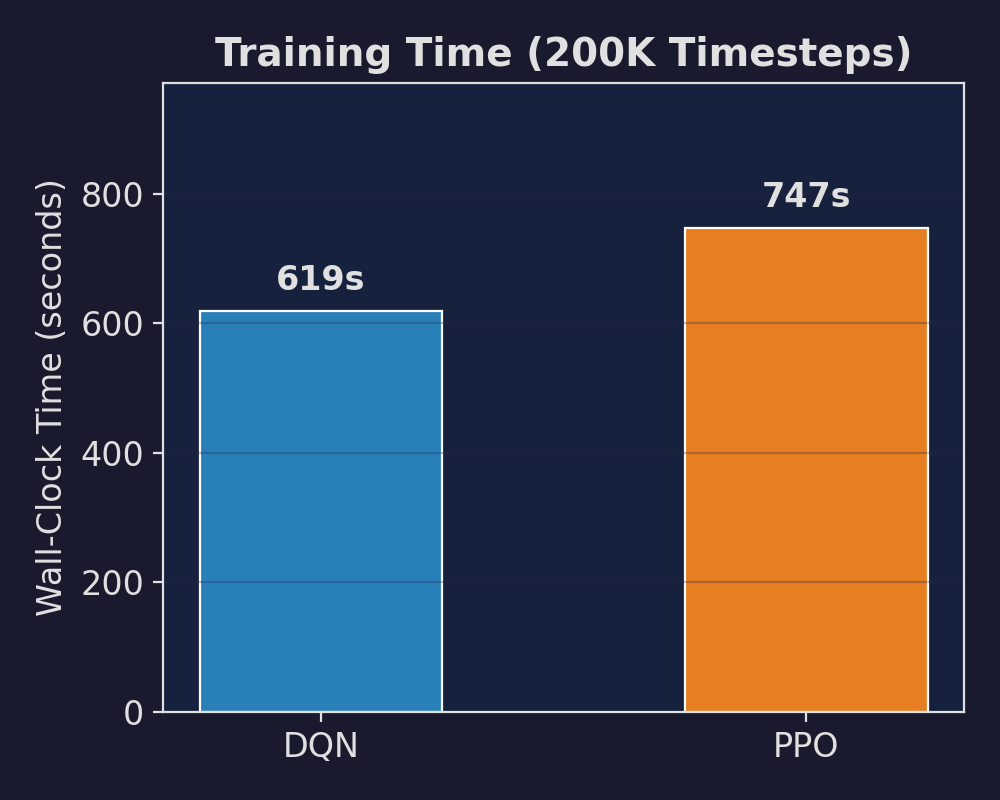 Training Time (200K Timesteps)
Wall-Clock Time (seconds)
800
600
400
200
0
619s
747s
DQN
PPO